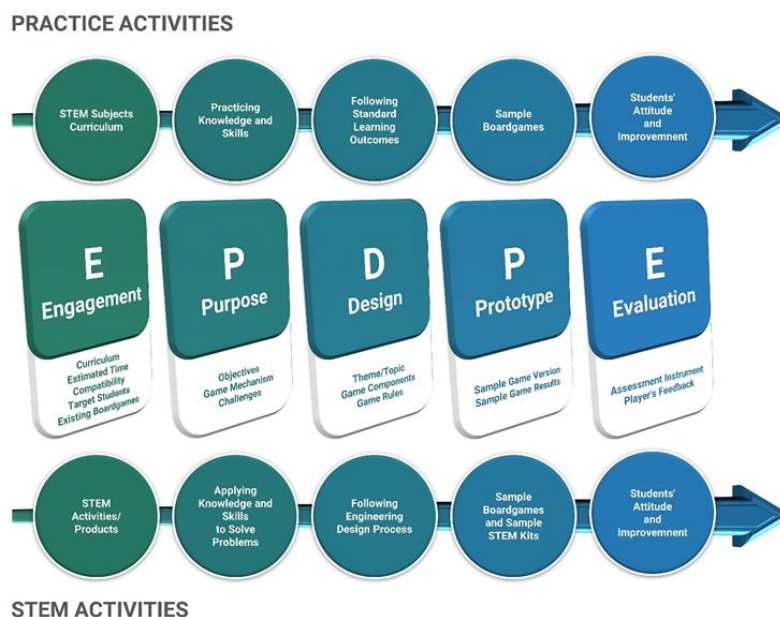 PRACTICE ACTIVITIES
STEM Subjects
Curriculum
Practicing
Knowledge and
Skills
Following
Standard
Learning
Outcomes
Sample
Boardgames
Students'
Attitude
and
Improvemnent
E
Engagement
Curriculum
Estimated Time
Compatibility
Target Students
Existing Boardgames
P
Purpose
Objectives
Game Mechanism
Challenges
D
Design
Theme/Topic
Game Components
Game Rules
P
Prototype
Sample Game Version
Sample Game Results
E
Evaluation
Assessment Instrument
Player's Feedback
STEM
Activities/
Products
Applying
Knowledge and
Skills
to Solve
Problems
Following
Engineering
Design Process
Sample
Boardgames
and Sample
STEM Kits
Students'
Attitude
and
Improvemnent
STEM ACTIVITIES